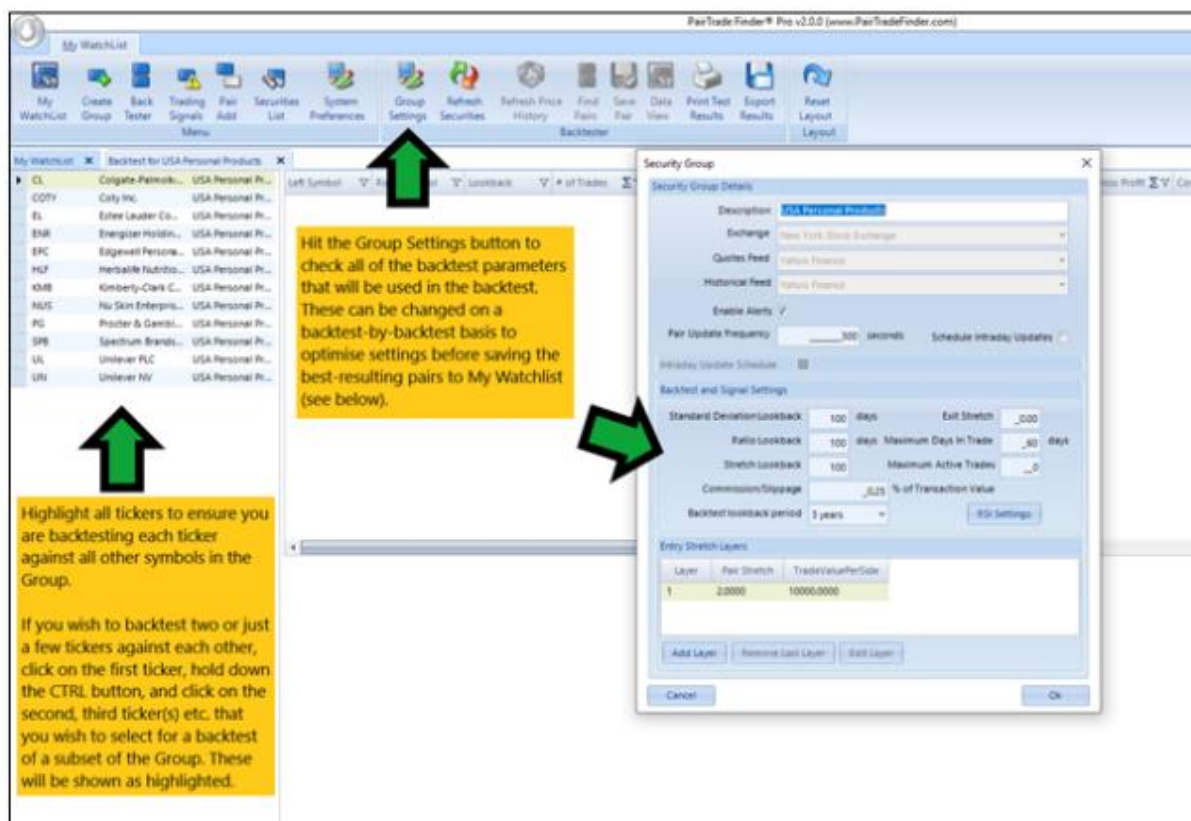 PairTrade Finder® Pro v2.0.0 (www.PairTradeFinder.com)
My WatchList
My WatchList
Create Group
Back Tester
Trading Signals
Pair Add
Securities List
System Preferences
Group Settings
Refresh Securities
Refresh Price History
Find Pairs
Save Pair
Data View
Print Test Results
Export Results
Reset Layout
Menu
Backtester
Layout
My WatchList
Backtest for USA Personal Products
CL Colgate-Palmoli... USA Personal Pr...
COTY Coty Inc. USA Personal Pr...
EL Estee Lauder Co... USA Personal Pr...
ENR Energizer Holdin... USA Personal Pr...
EPC Edgewell Persona... USA Personal Pr...
HLF Herbalife Nutritio... USA Personal Pr...
KMB Kimberly-Clark C... USA Personal Pr...
NUS Nu Skin Enterpris... USA Personal Pr...
PG Procter & Gambl... USA Personal Pr...
SPB Spectrum Brands... USA Personal Pr...
UL Unilever PLC USA Personal Pr...
UN Unilever NV USA Personal Pr...
Left Symbol Lookback # of Trades Σ
Profit Σ
Hit the Group Settings button to
check all of the backtest parameters
that will be used in the backtest.
These can be changed on a
backtest-by-backtest basis to
optimise settings before saving the
best-resulting pairs to My Watchlist
(see below).
Highlight all tickers to ensure you
are backtesting each ticker
against all other symbols in the
Group.
If you wish to backtest two or just
a few tickers against each other,
click on the first ticker, hold down
the CTRL button, and click on the
second, third ticker(s) etc. that
you wish to select for a backtest
of a subset of the Group. These
will be shown as highlighted.
Security Group
Security Group Details
Description USA Personal Products
Exchange New York Stock Exchange
Quotes Feed Yahoo Finance
Historical Feed Yahoo Finance
Enable Alerts
Pair Update Frequency _____300 seconds Schedule Intraday Updates
Intraday Update Schedule
Backtest and Signal Settings
Standard Deviation Lookback 100 days Exit Stretch _0.00
Ratio Lookback 100 days Maximum Days In Trade _60 days
Stretch Lookback 100 Maximum Active Trades __0
Commission/Slippage _0.25 % of Transaction Value
Backtest lookback period 3 years RSI Settings
Entry Stretch Layers
Layer Pair Stretch TradeValuePerSide
1 2.0000 10000.0000
Add Layer Remove Last Layer Edit Layer
Cancel Ok